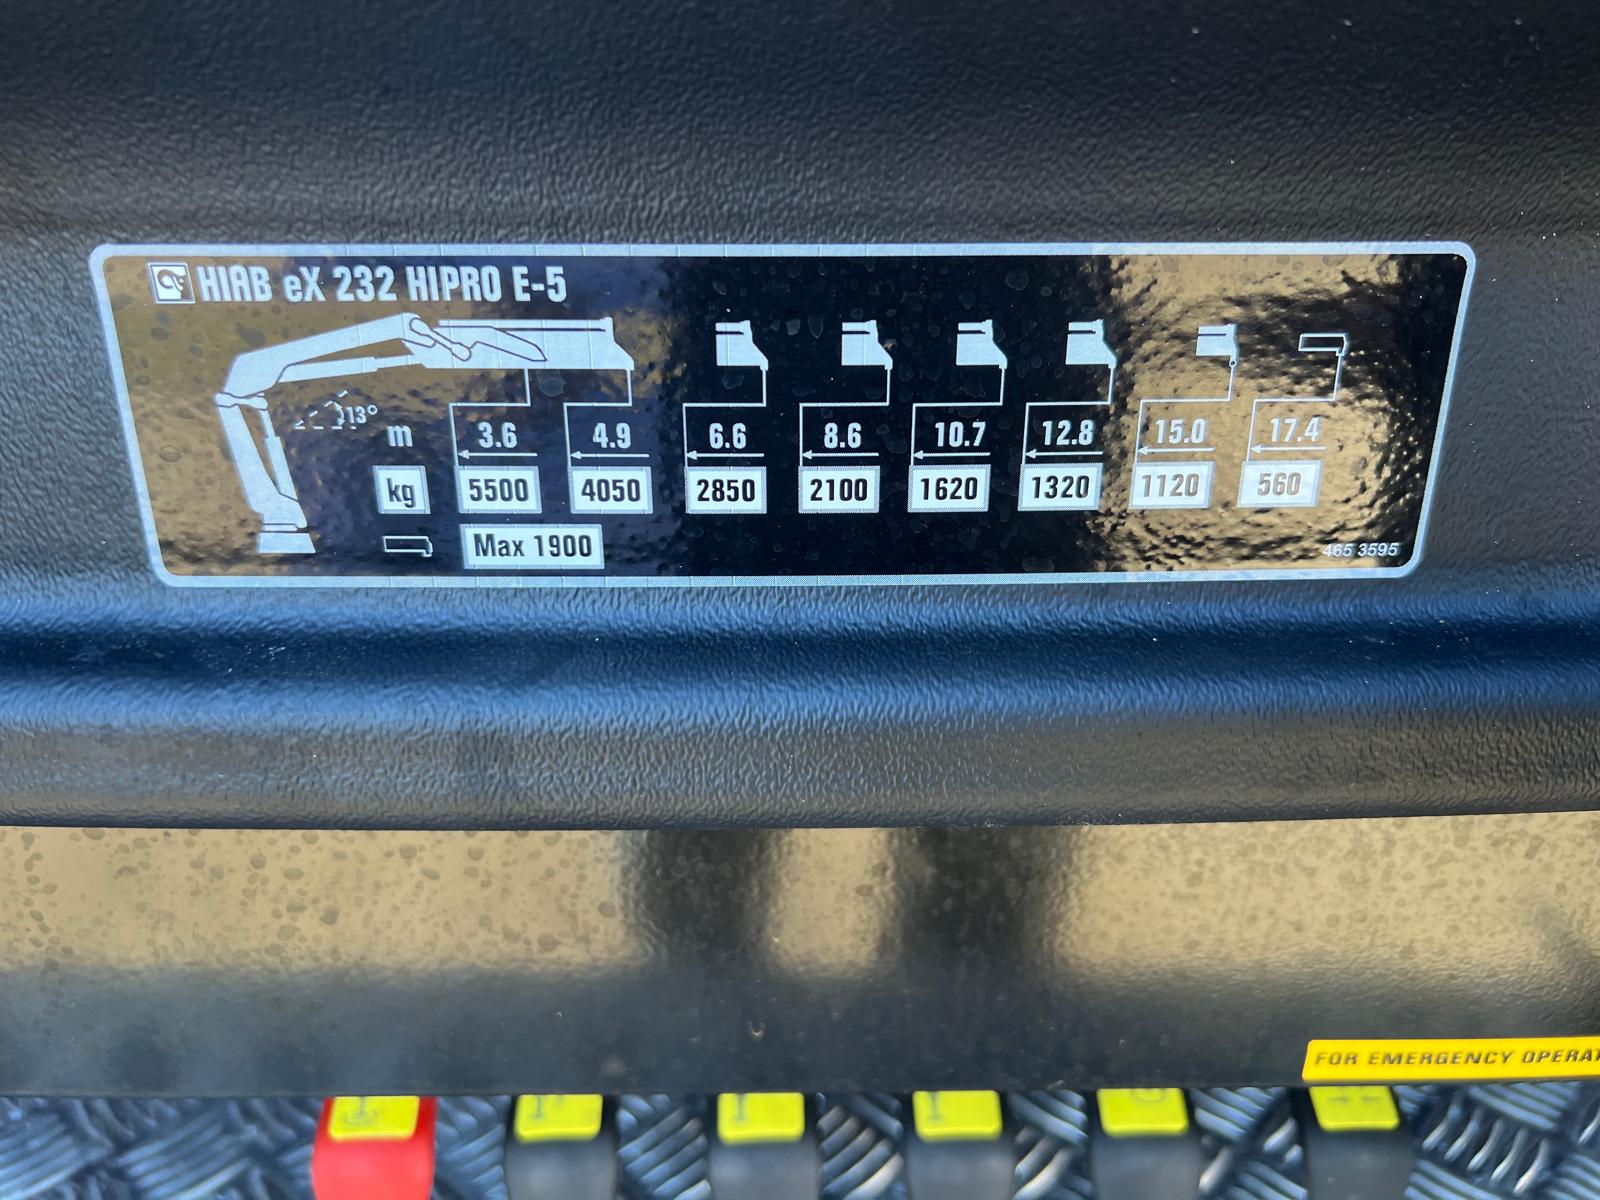 HIAB eX 232 HIPRO E-5
13°
m 3.6 4.9 6.6 8.6 10.7 12.8 15.0 17.4
kg 5500 4050 2850 2100 1620 1320 1120 560
Max 1900
465 3595
FOR EMERGENCY OPERAT